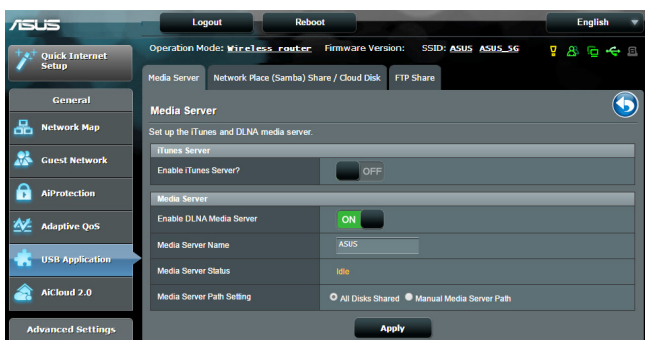 ASUS
Logout Reboot English
Quick Internet Setup
Operation Mode: Wireless router Firmware Version: SSID: ASUS ASUS_5G
Media Server Network Place (Samba) Share / Cloud Disk FTP Share
General
Network Map
Guest Network
AiProtection
Adaptive QoS
USB Application
AiCloud 2.0
Advanced Settings
Media Server
Set up the iTunes and DLNA media server.
iTunes Server
Enable iTunes Server? OFF
Media Server
Enable DLNA Media Server ON
Media Server Name ASUS
Media Server Status Idle
Media Server Path Setting All Disks Shared Manual Media Server Path
Apply